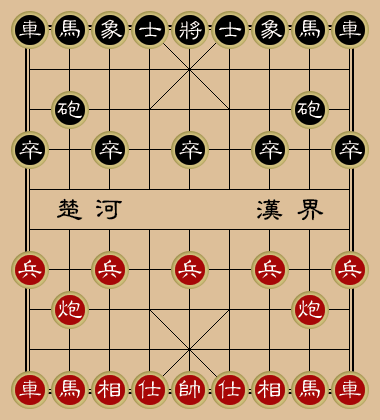 車馬象士將士象馬車
砲砲
卒卒卒卒卒
楚河 漢界
兵兵兵兵兵
炮炮
車馬相仕帥仕相馬車